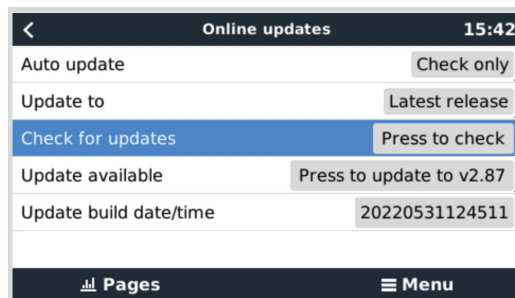 Online updates 15:42
Auto update Check only
Update to Latest release
Check for updates Press to check
Update available Press to update to v2.87
Update build date/time 20220531124511
Pages Menu